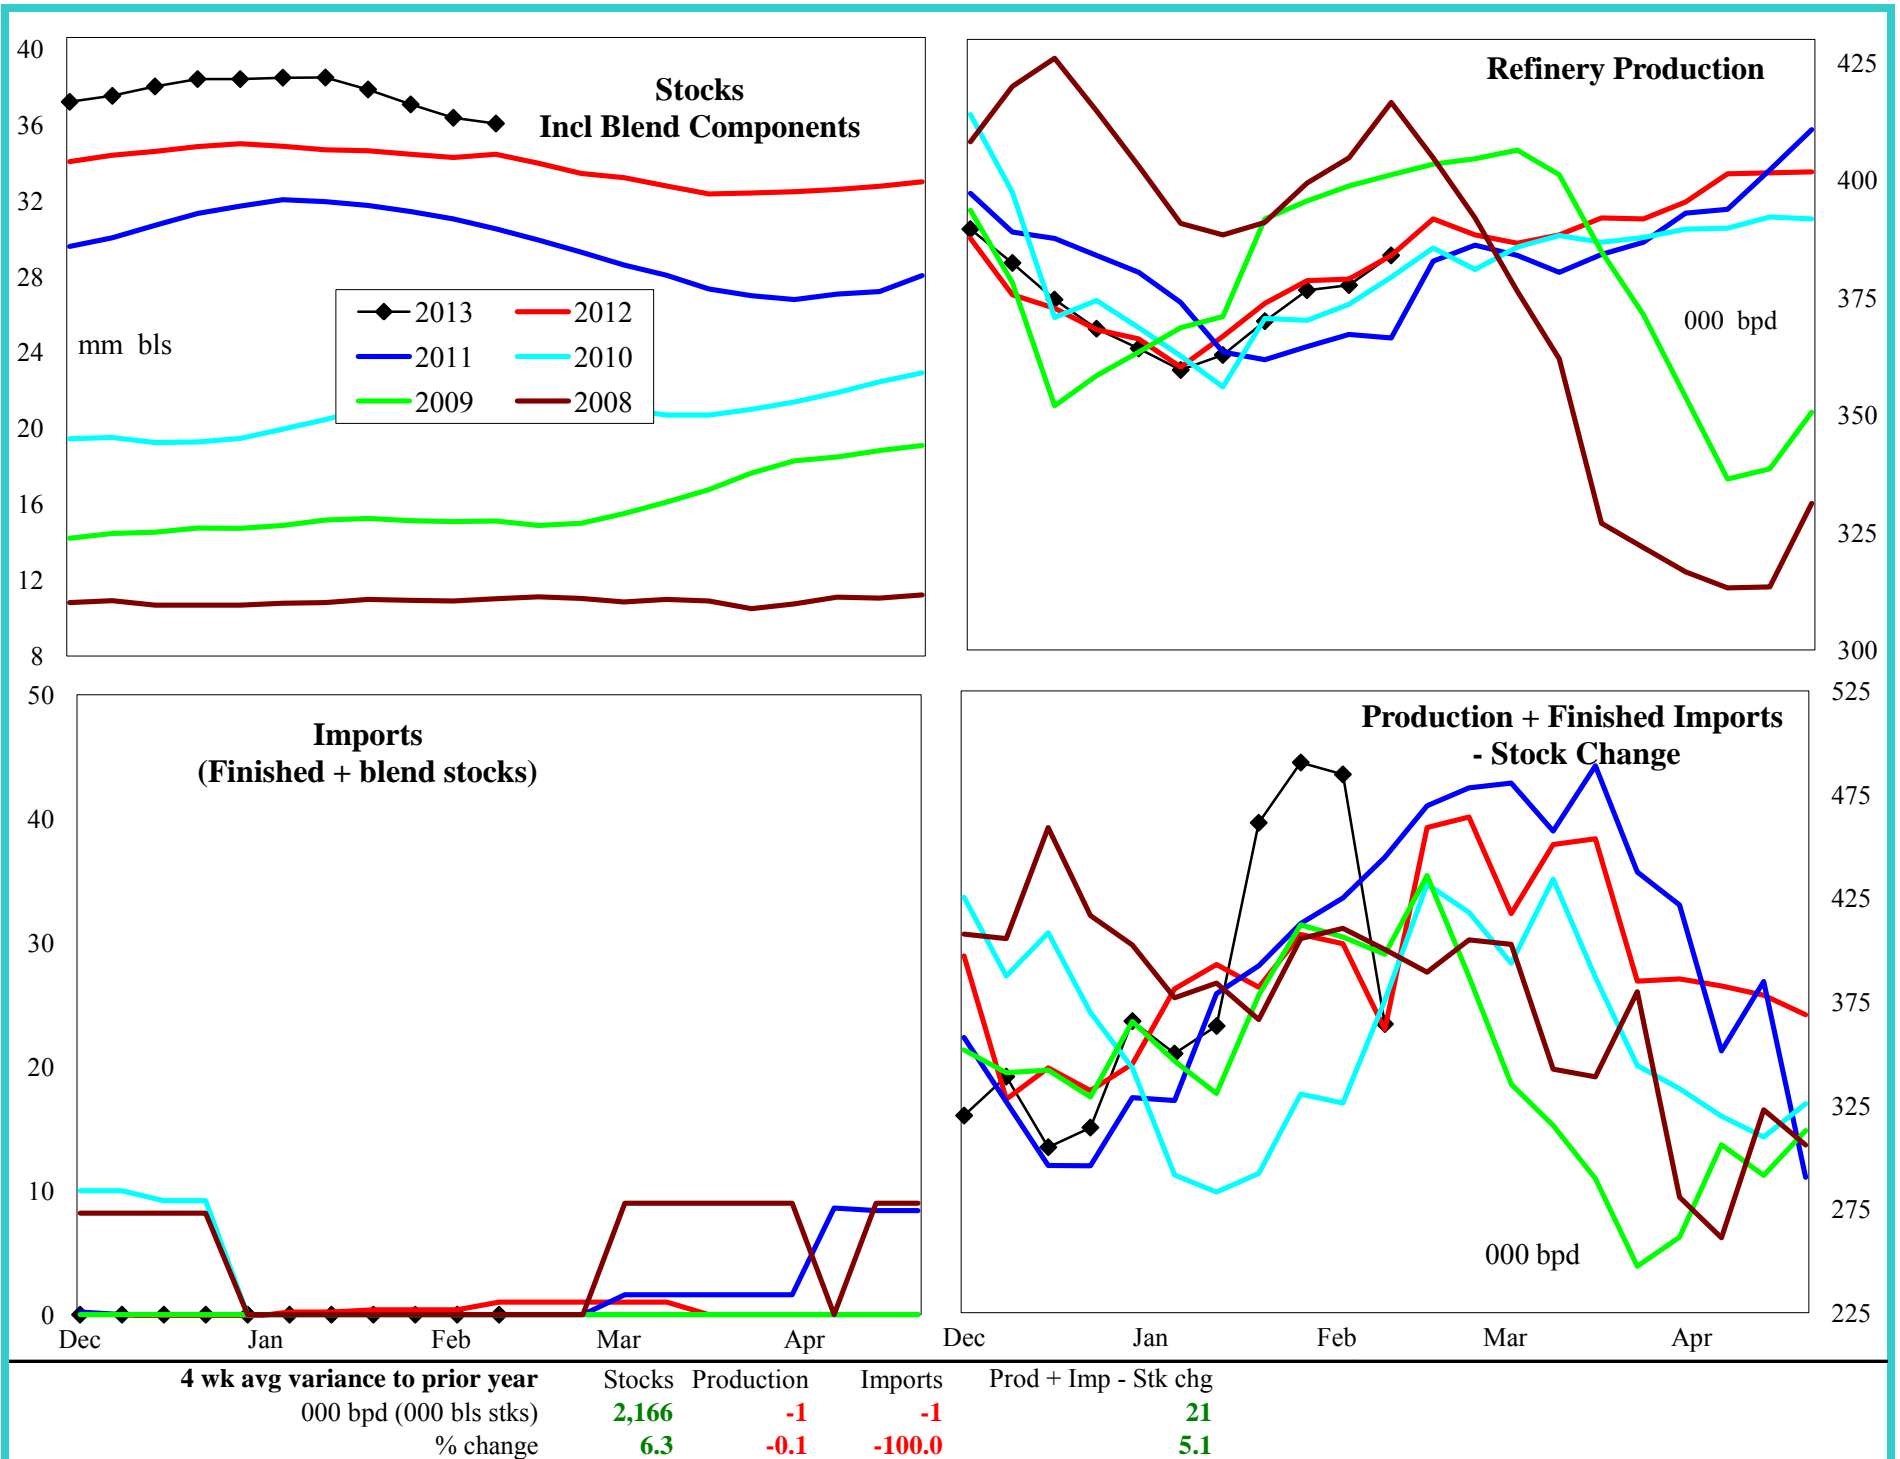 Stocks
Incl Blend Components
40
36
32
28
24
20
16
12
8
mm bls
2013
2012
2011
2010
2009
2008
Refinery Production
425
400
375
350
325
300
000 bpd
Imports
(Finished + blend stocks)
50
40
30
20
10
0
Dec
Jan
Feb
Mar
Apr
Production + Finished Imports
- Stock Change
525
475
425
375
325
275
225
000 bpd
Dec
Jan
Feb
Mar
Apr
4 wk avg variance to prior year Stocks Production Imports Prod + Imp - Stk chg
000 bpd (000 bls stks) 2,166 -1 -1 21
% change 6.3 -0.1 -100.0 5.1